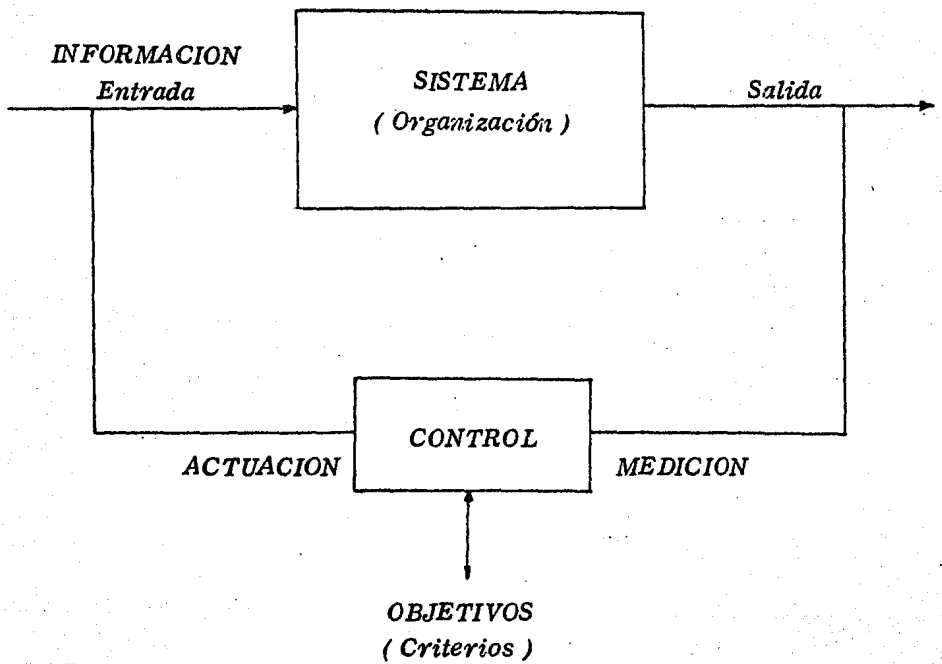 INFORMACION
Entrada
SISTEMA
( Organización )
Salida
CONTROL
ACTUACION
MEDICION
OBJETIVOS
( Criterios )